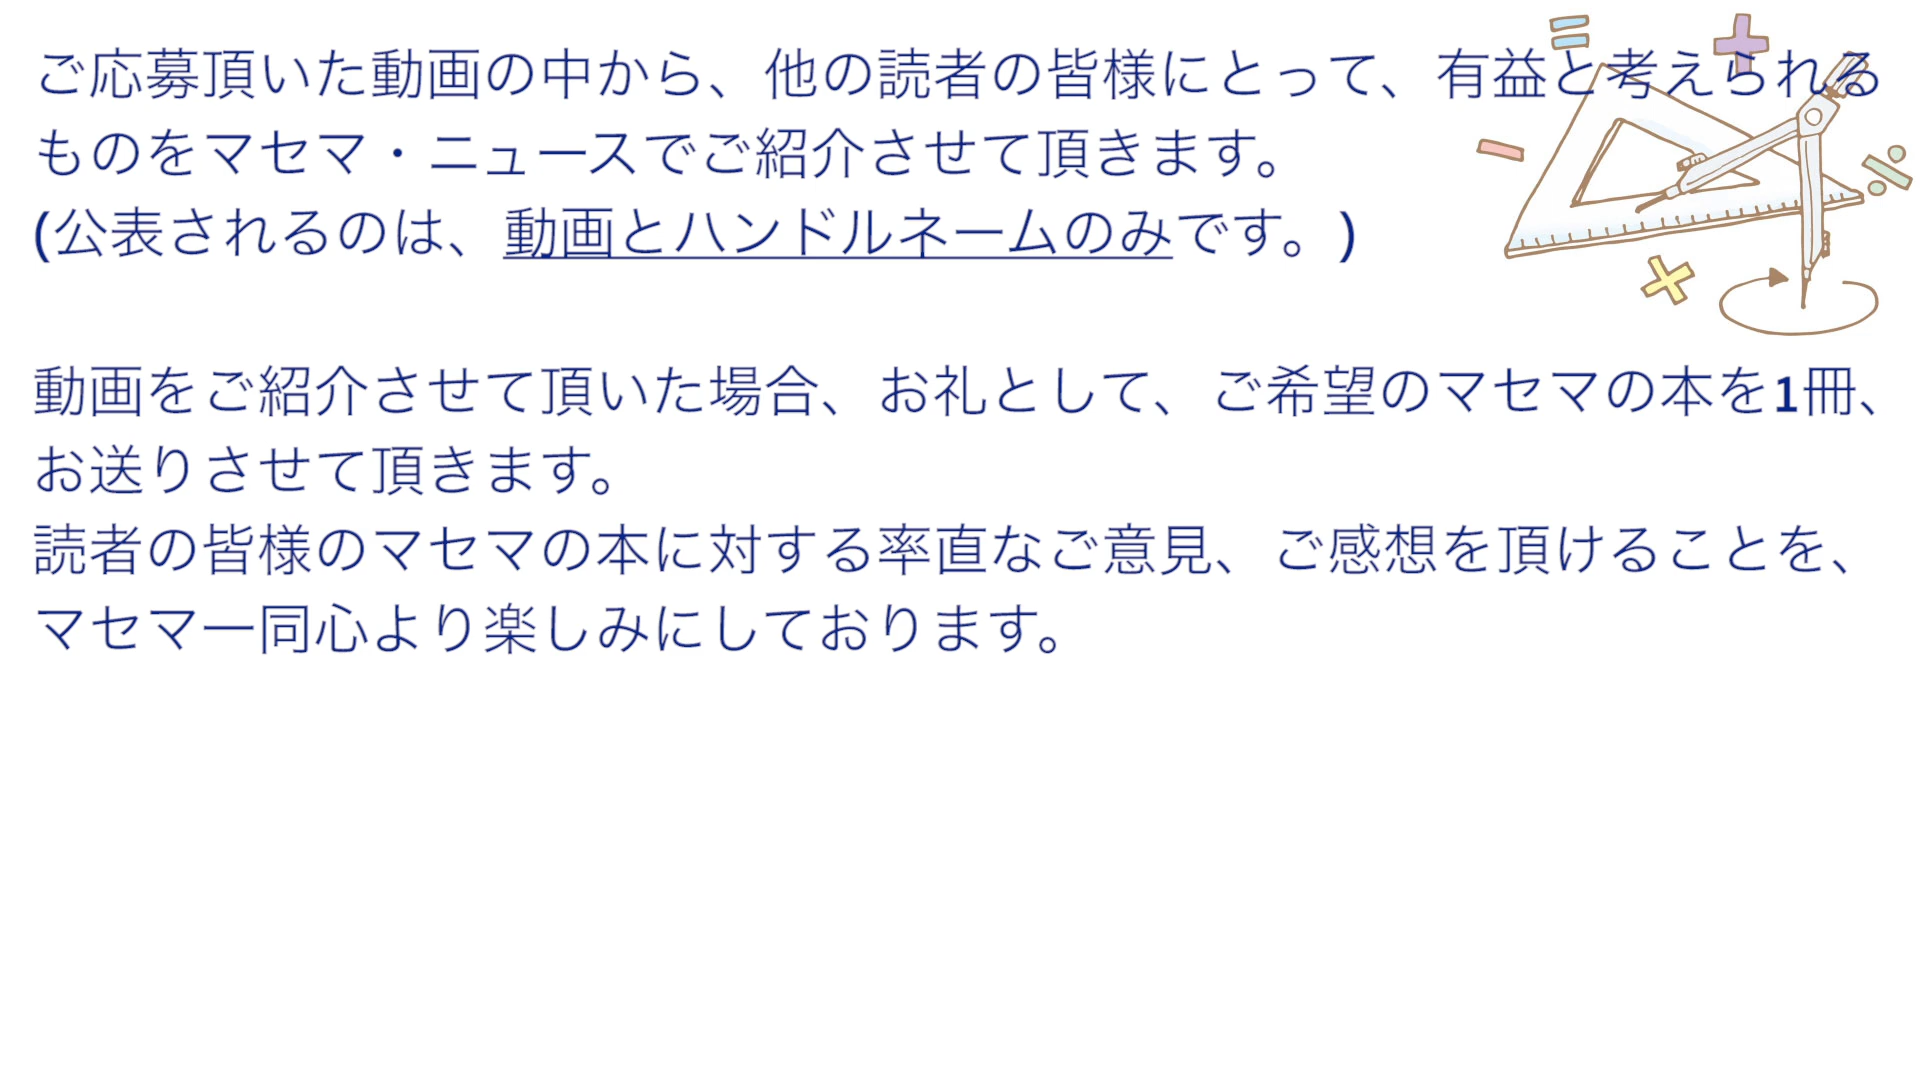 ご応募頂いた動画の中から、他の読者の皆様にとって、有益と考えられる
ものをマセマ・ニュースでご紹介させて頂きます。
(公表されるのは、動画とハンドルネームのみです。)
動画をご紹介させて頂いた場合、お礼として、ご希望のマセマの本を1冊、
お送りさせて頂きます。
読者の皆様のマセマの本に対する率直なご意見、ご感想を頂けることを、
マセマ一同心より楽しみにしております。